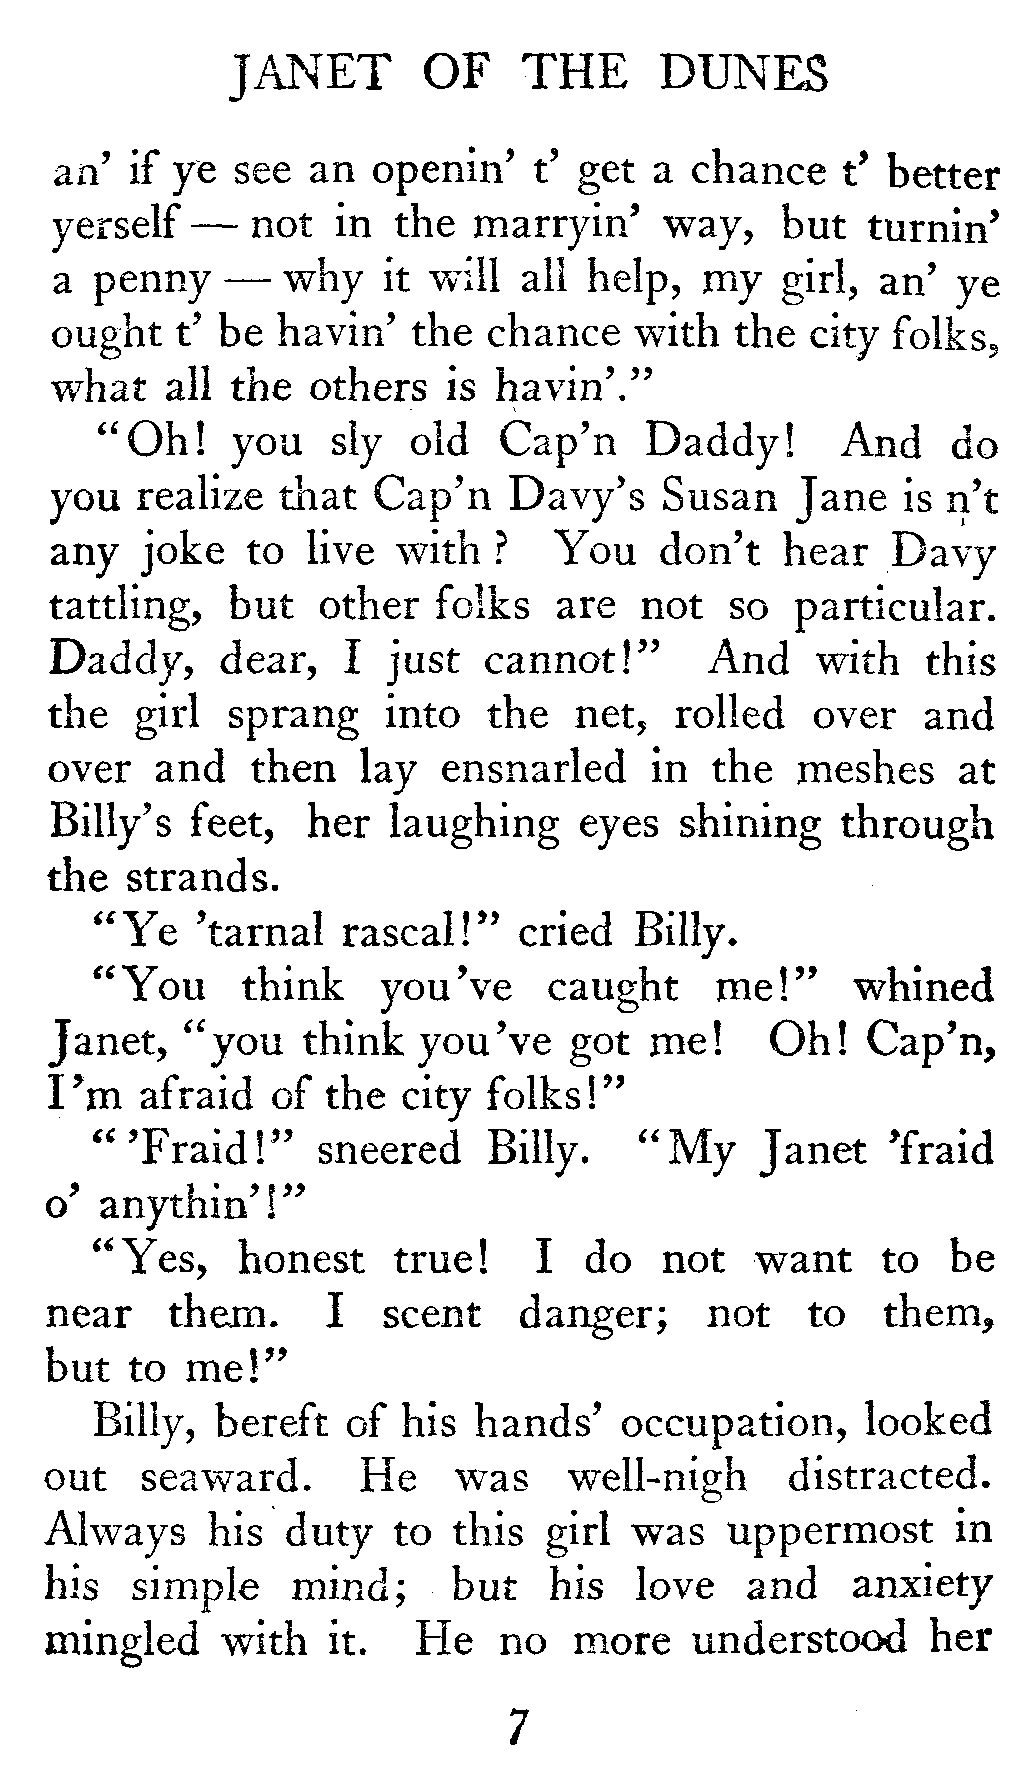 JANET OF THE DUNES
an' if ye see an openin' t' get a chance t' better
yerself — not in the marryin' way, but turnin'
a penny — why it will all help, my girl, an' ye
ought t' be havin' the chance with the city folks,
what all the others is havin'."
"Oh! you sly old Cap'n Daddy! And do
you realize that Cap'n Davy's Susan Jane is n't
any joke to live with? You don't hear Davy
tattling, but other folks are not so particular.
Daddy, dear, I just cannot!" And with this
the girl sprang into the net, rolled over and
over and then lay ensnarled in the meshes at
Billy's feet, her laughing eyes shining through
the strands.
"Ye 'tarnal rascal!" cried Billy.
"You think you've caught me!" whined
Janet, "you think you've got me! Oh! Cap'n,
I'm afraid of the city folks!"
"'Fraid!" sneered Billy. "My Janet 'fraid
o' anythin'!"
"Yes, honest true! I do not want to be
near them. I scent danger; not to them,
but to me!"
Billy, bereft of his hands' occupation, looked
out seaward. He was well-nigh distracted.
Always his duty to this girl was uppermost in
his simple mind; but his love and anxiety
mingled with it. He no more understood her
7